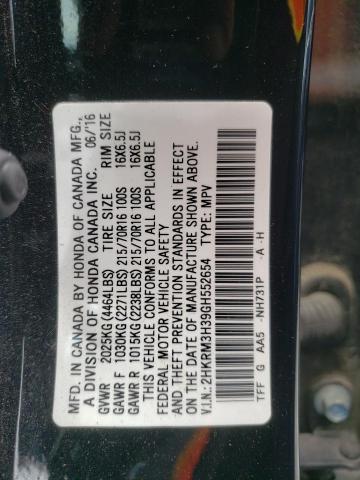 MFD. IN CANADA BY HONDA OF CANADA MFG.,
A DIVISION OF HONDA CANADA INC. 06/'16
GVWR 2025KG(4464LBS) TIRE SIZE RIM SIZE
GAWR F 1030KG(2271LBS) 215/70R16 100S 16X6.5J
GAWR R 1015KG(2238LBS) 215/70R16 100S 16X6.5J
THIS VEHICLE CONFORMS TO ALL APPLICABLE
FEDERAL MOTOR VEHICLE SAFETY
AND THEFT PREVENTION STANDARDS IN EFFECT
ON THE DATE OF MANUFACTURE SHOWN ABOVE.
V.I.N.: 2HKRM3H39GH552654 TYPE: MPV
TFF G AA5 -NH731P -A -H